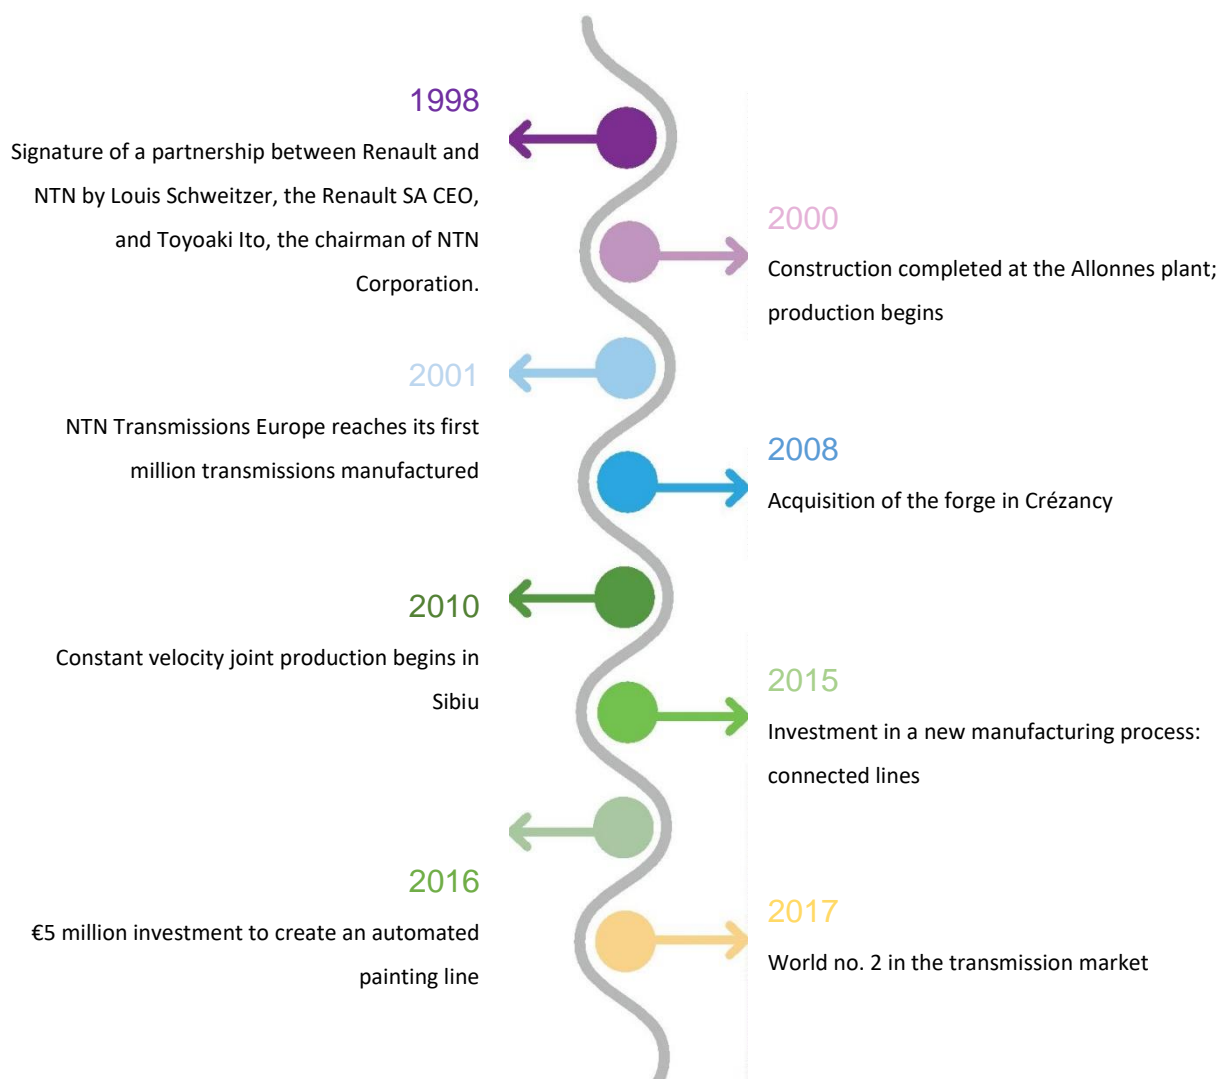 1998
Signature of a partnership between Renault and
NTN by Louis Schweitzer, the Renault SA CEO,
and Toyoaki Ito, the chairman of NTN
Corporation.
2000
Construction completed at the Allonnes plant;
production begins
2001
NTN Transmissions Europe reaches its first
million transmissions manufactured
2008
Acquisition of the forge in Crézancy
2010
Constant velocity joint production begins in
Sibiu
2015
Investment in a new manufacturing process:
connected lines
2016
€5 million investment to create an automated
painting line
2017
World no. 2 in the transmission market